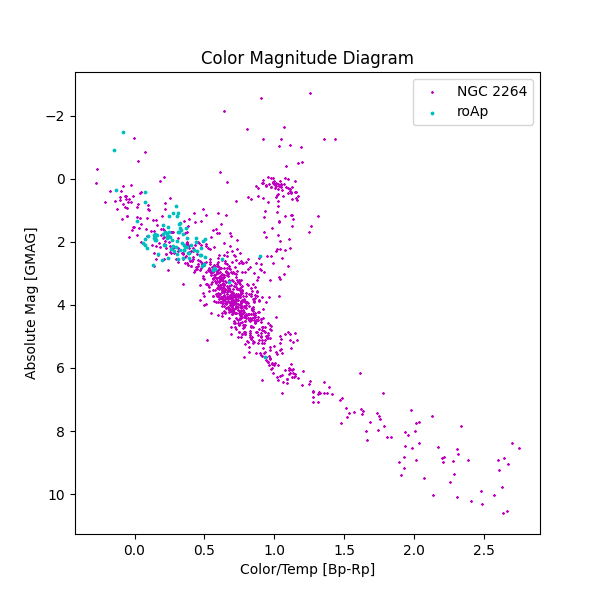 Color Magnitude Diagram
NGC 2264
roAp
Absolute Mag [GMAG]
−2
0
2
4
6
8
10
0.0
0.5
1.0
1.5
2.0
2.5
Color/Temp [Bp-Rp]